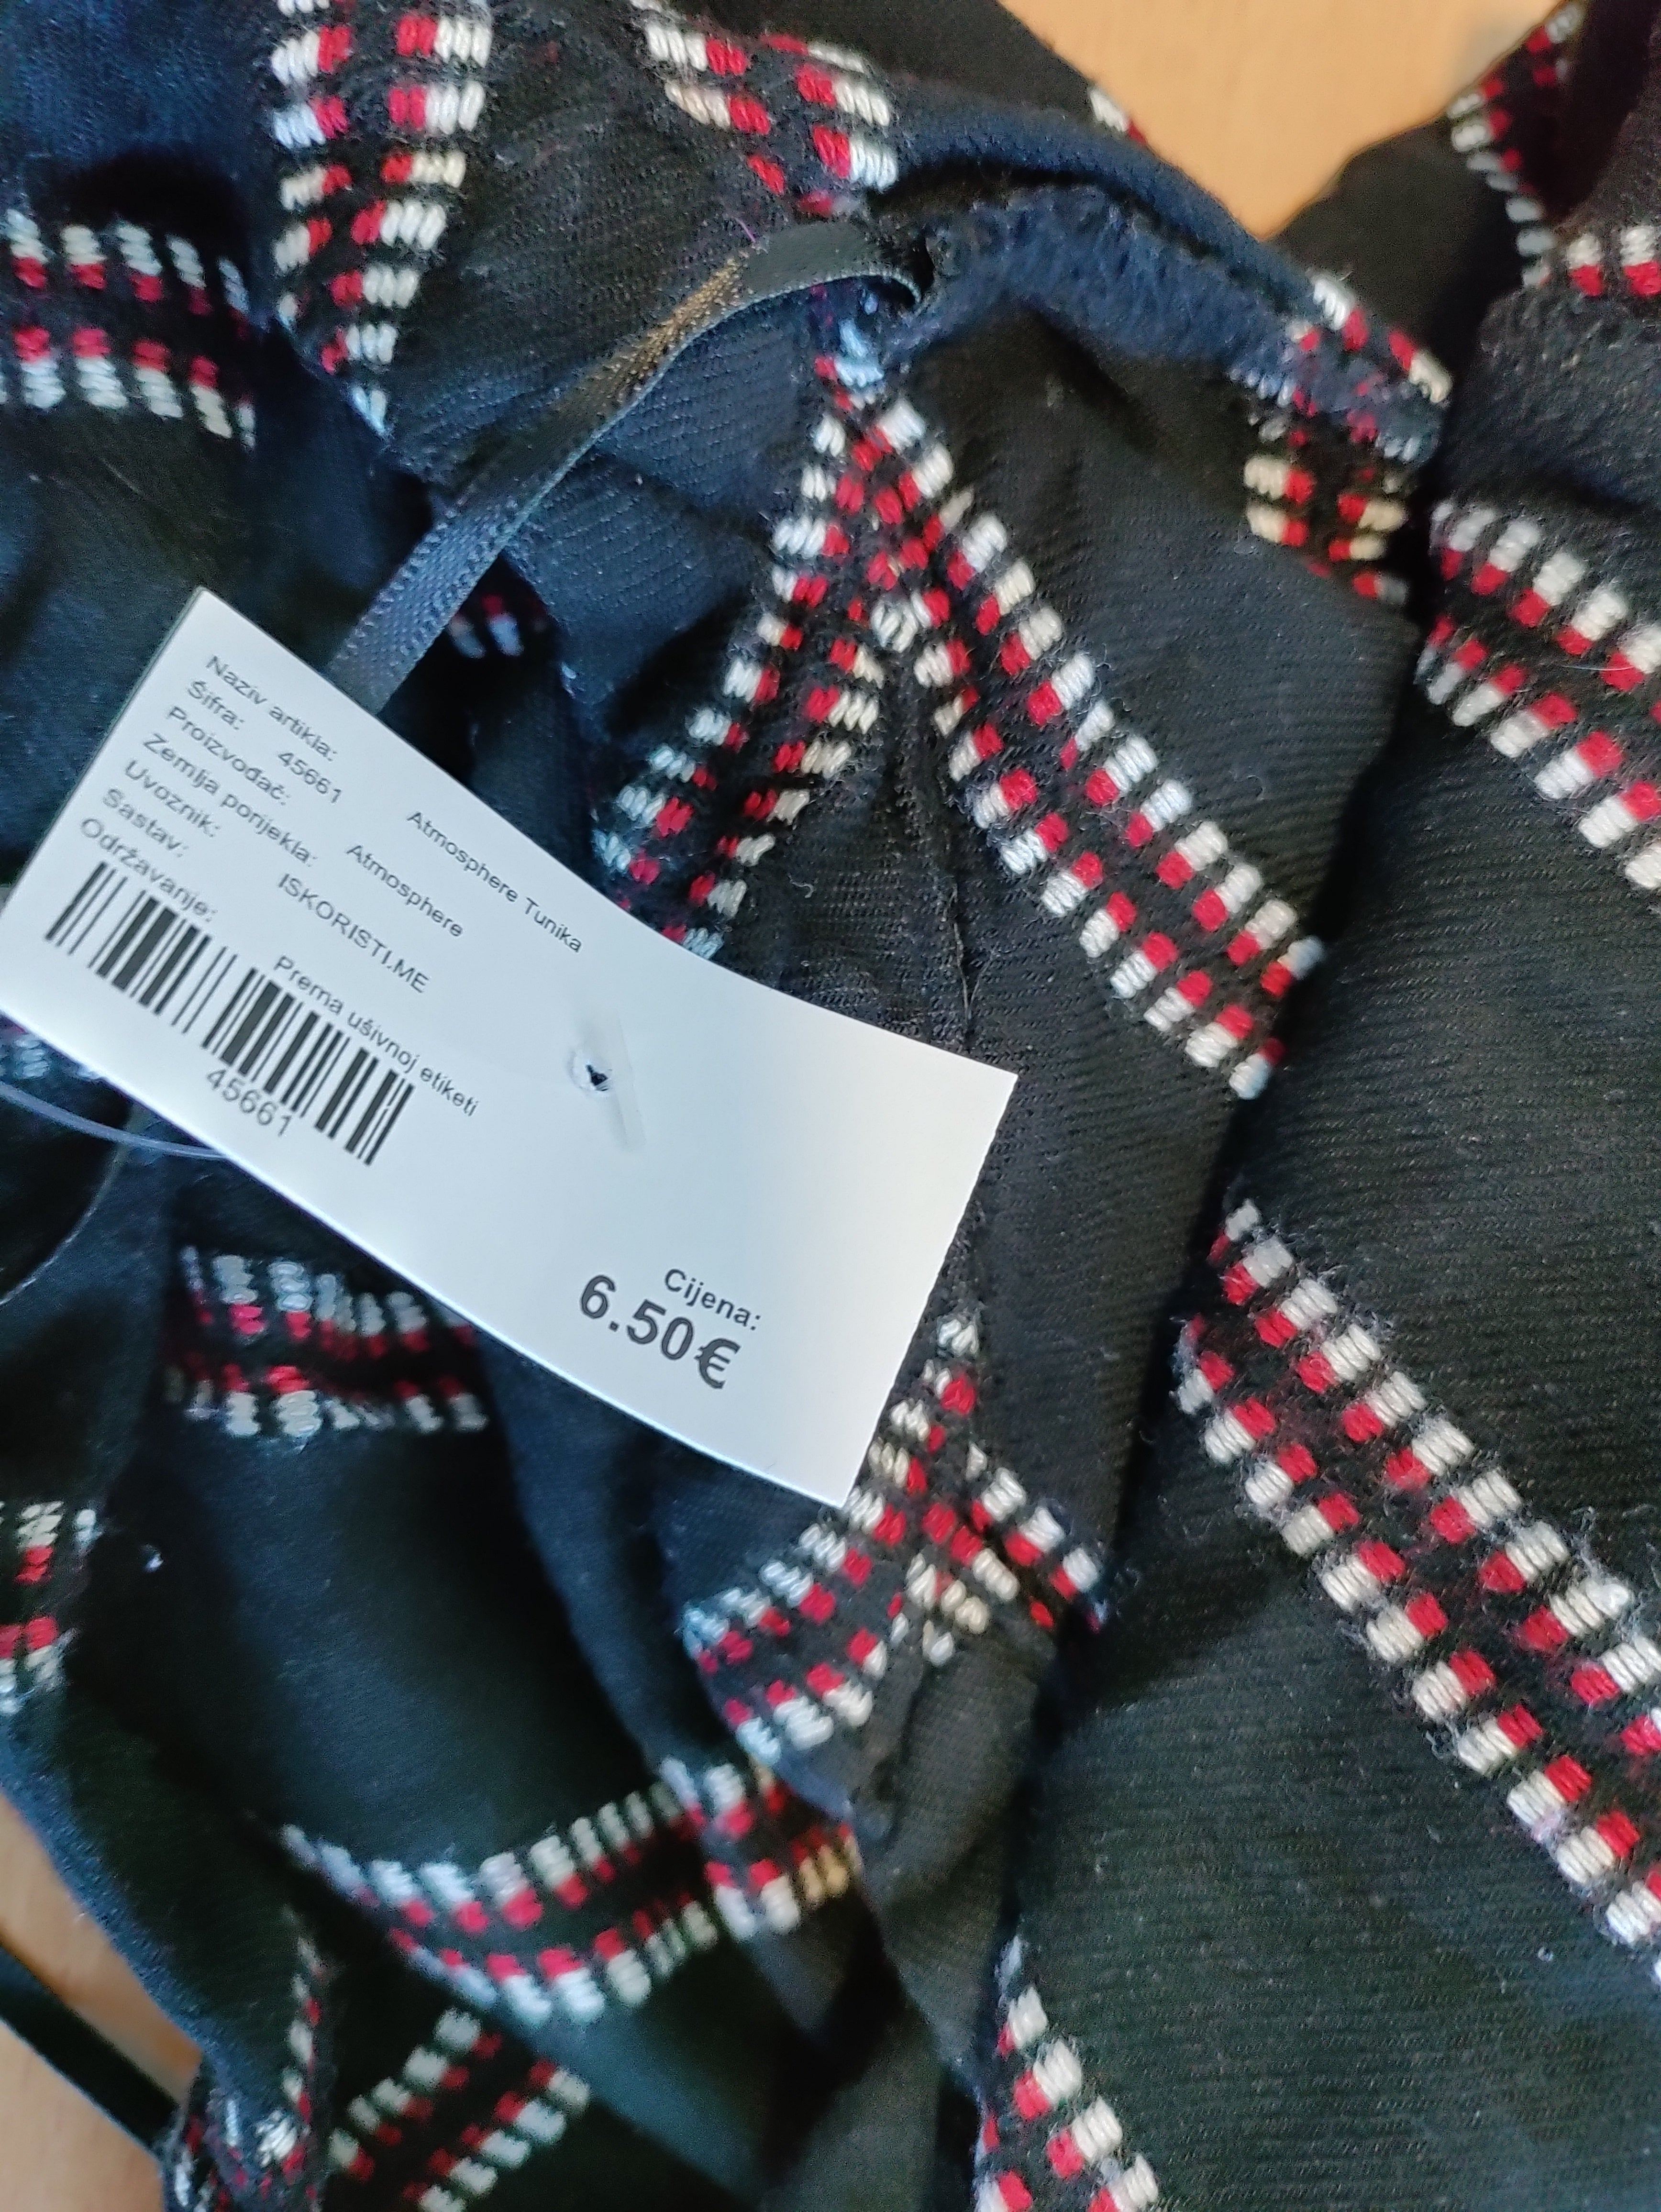 Naziv artikla: Atmosphere Tunika
Šifra: 45661
Proizvođač: Atmosphere
Zemlja porijekla:
Uvoznik: ISKORISTI.ME
Sastav:
Održavanje: Prema ušivnoj etiketi
45661
Cijena:
6.50€